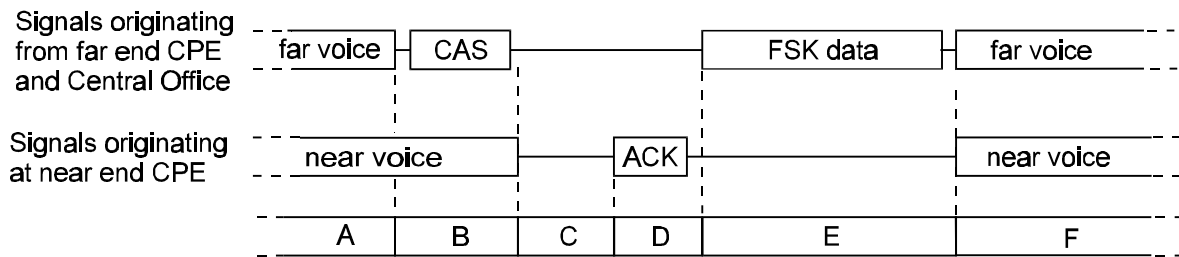 Signals originating
from far end CPE
and Central Office
far voice CAS FSK data far voice
Signals originating
at near end CPE
near voice ACK near voice
A B C D E F